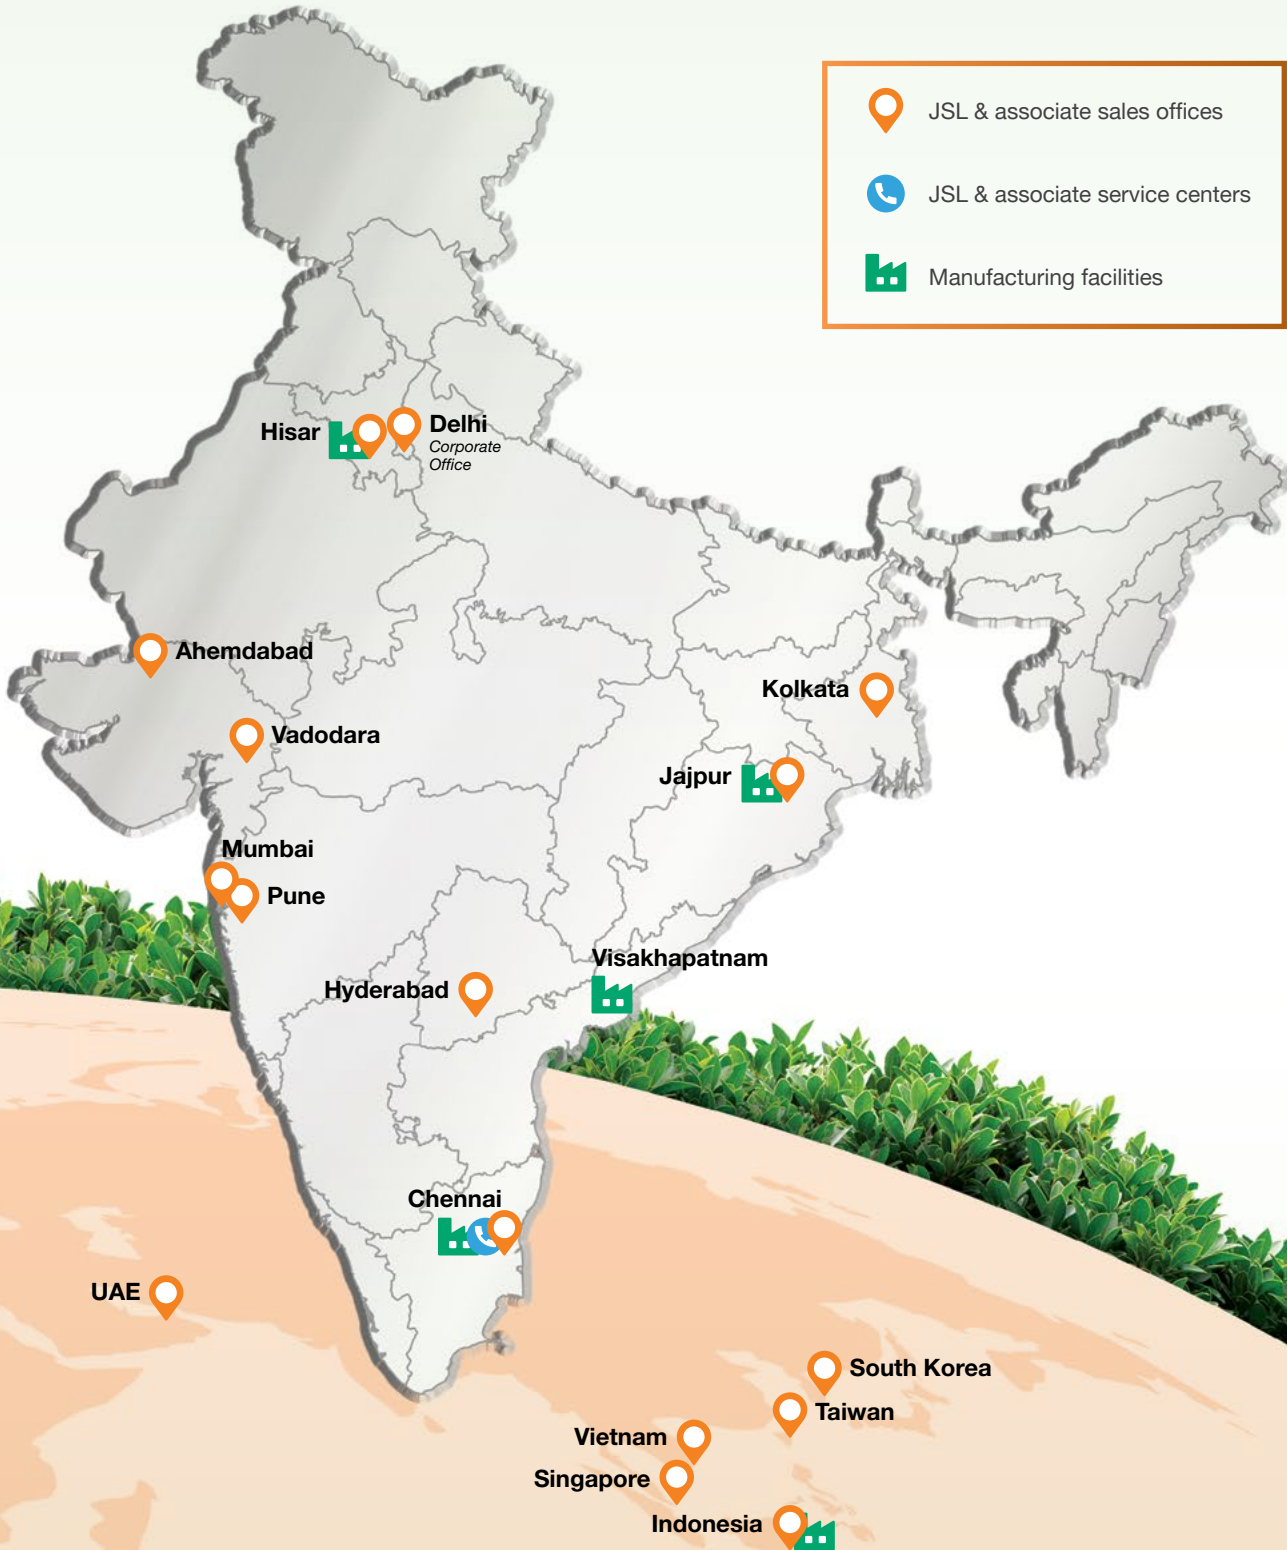 JSL & associate sales offices
JSL & associate service centers
Manufacturing facilities
Hisar
Delhi
Corporate
Office
Ahemdabad
Kolkata
Vadodara
Jajpur
Mumbai
Pune
Visakhapatnam
Hyderabad
Chennai
UAE
South Korea
Taiwan
Vietnam
Singapore
Indonesia